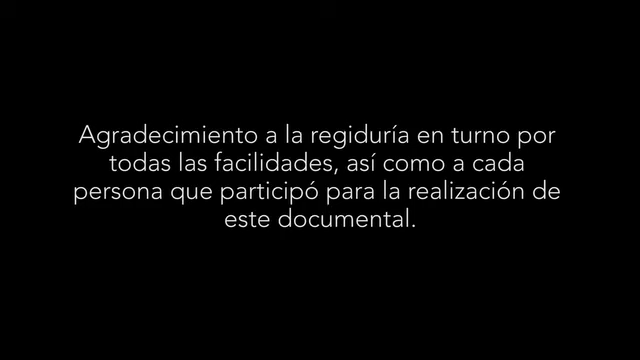 Agradecimiento a la regiduría en turno por
todas las facilidades, así como a cada
persona que participó para la realización de
este documental.